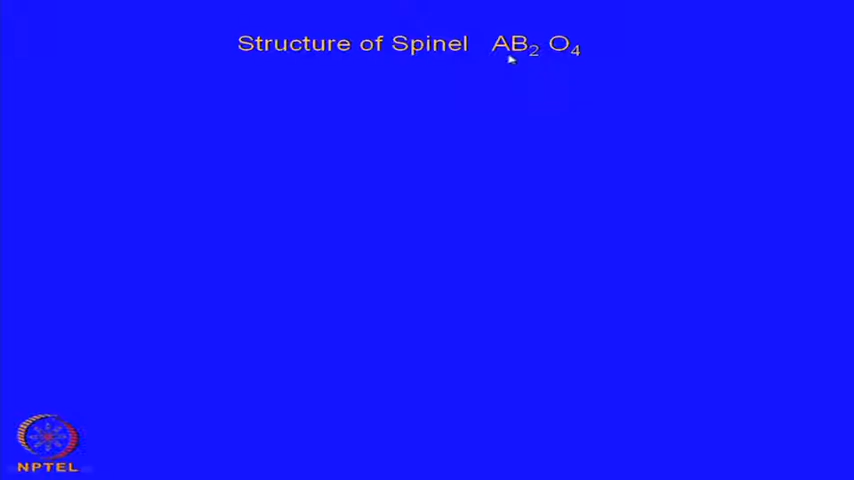 Structure of Spinel AB₂ O₄
NPTEL